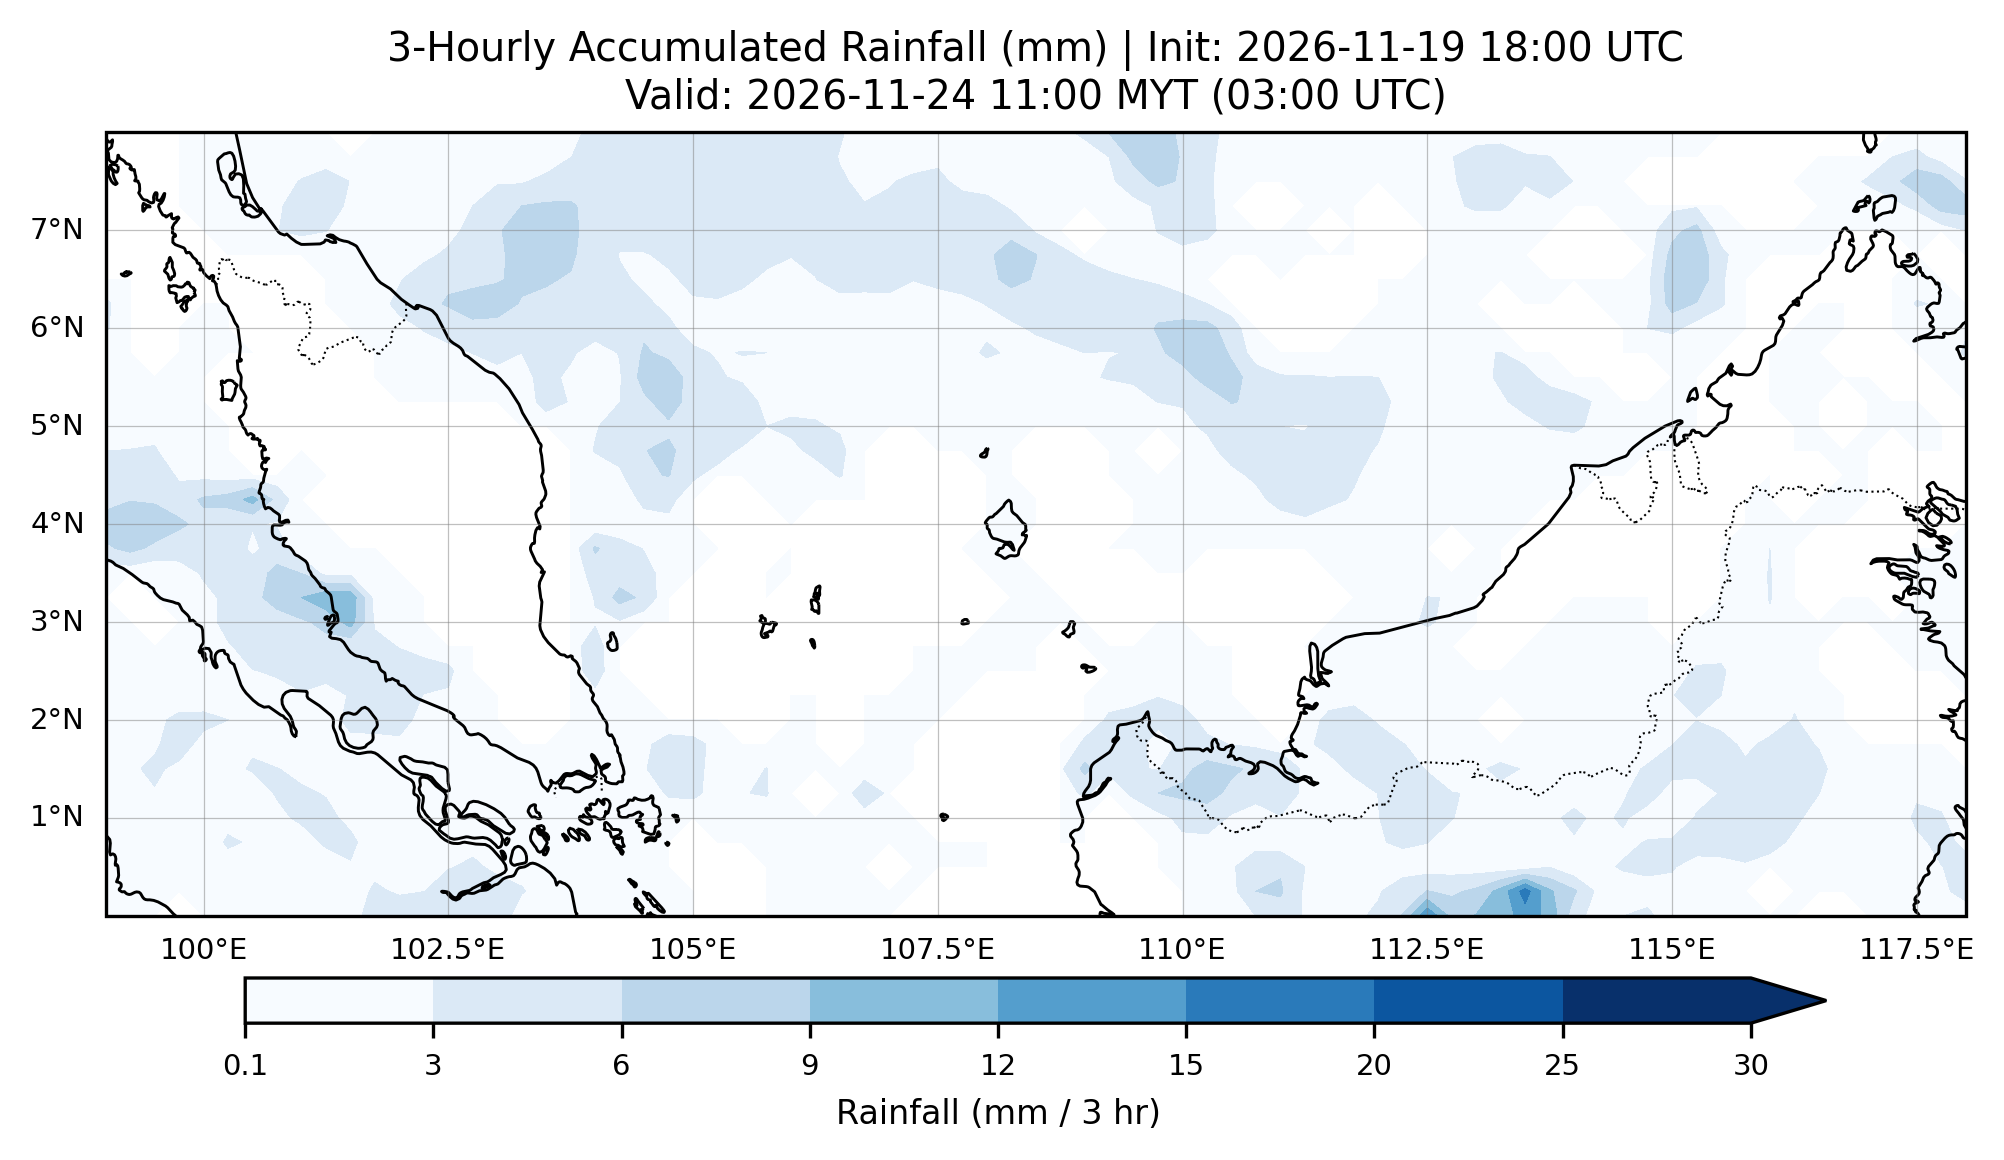 3-Hourly Accumulated Rainfall (mm) | Init: 2026-11-19 18:00 UTC
Valid: 2026-11-24 11:00 MYT (03:00 UTC)
7°N
6°N
5°N
4°N
3°N
2°N
1°N
100°E 102.5°E 105°E 107.5°E 110°E 112.5°E 115°E 117.5°E
0.1 3 6 9 12 15 20 25 30
Rainfall (mm / 3 hr)